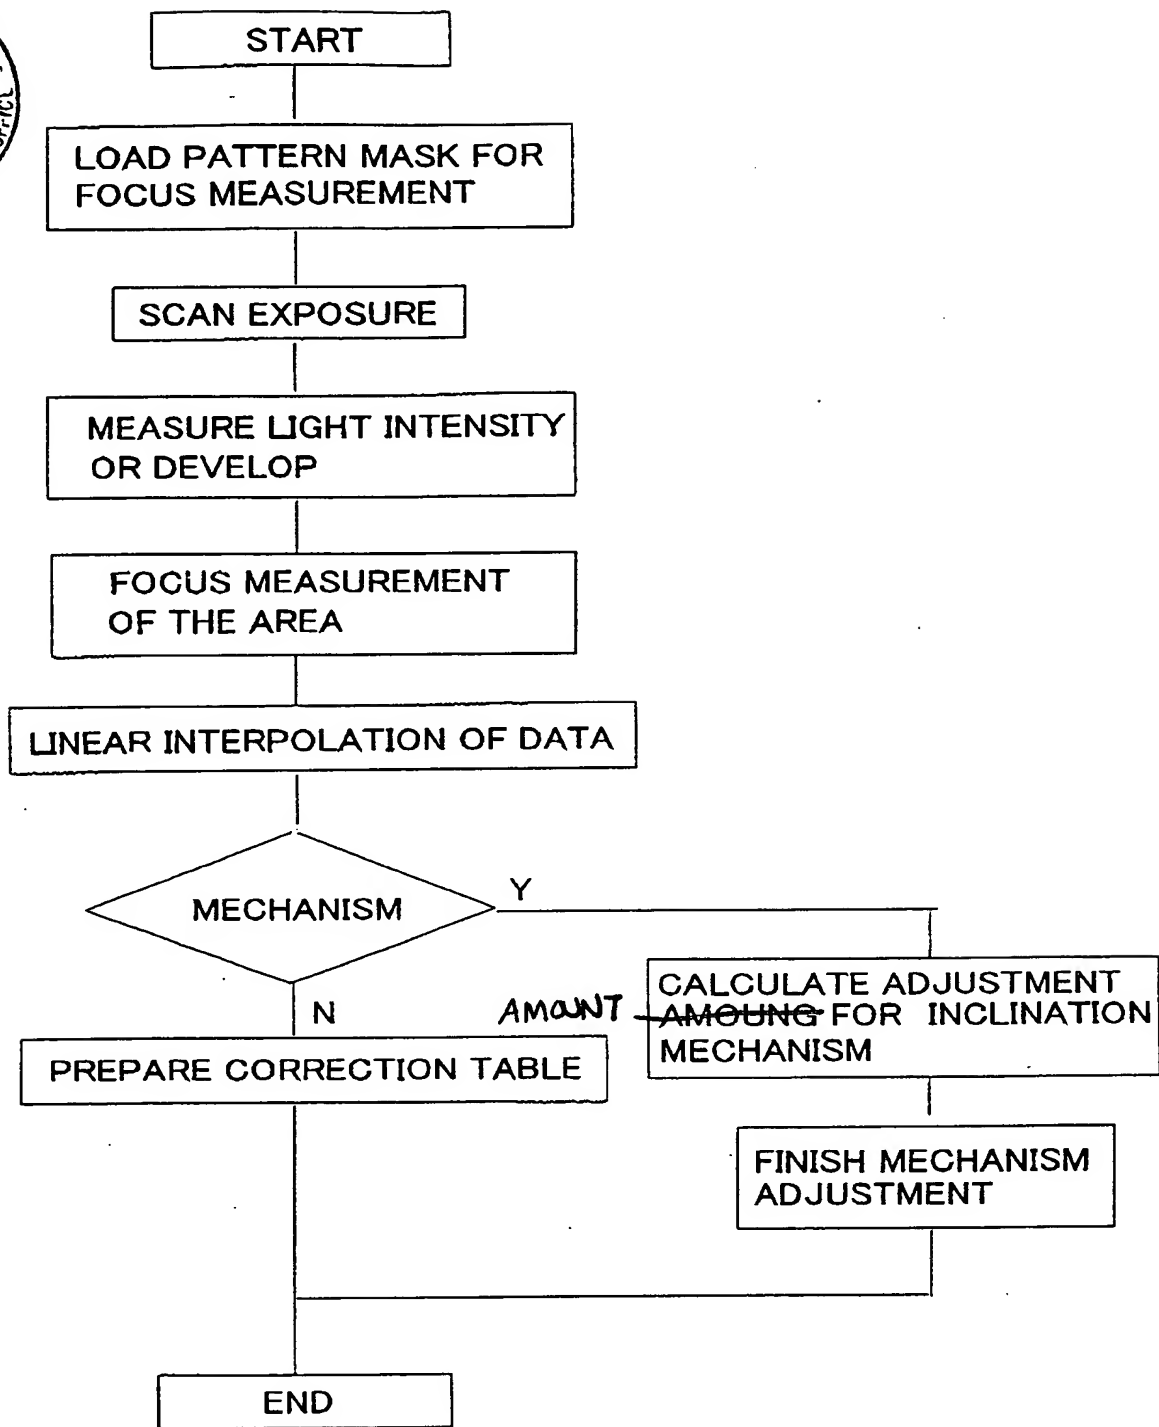 START
LOAD PATTERN MASK FOR
FOCUS MEASUREMENT
SCAN EXPOSURE
MEASURE LIGHT INTENSITY
OR DEVELOP
FOCUS MEASUREMENT
OF THE AREA
LINEAR INTERPOLATION OF DATA
MECHANISM
Y
N
CALCULATE ADJUSTMENT
AMOUNT AMOUNG FOR INCLINATION
MECHANISM
PREPARE CORRECTION TABLE
FINISH MECHANISM
ADJUSTMENT
END